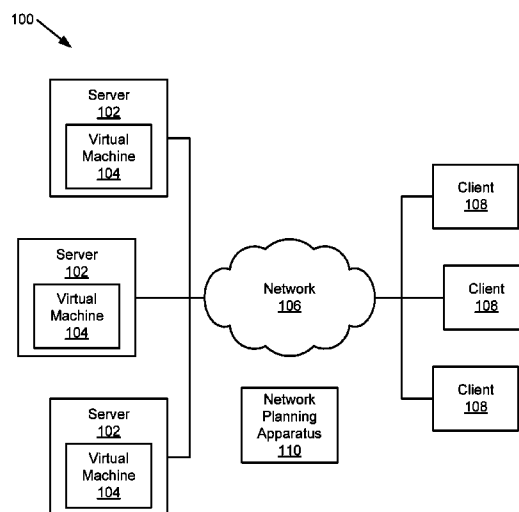 100
Server
102
Virtual
Machine
104
Server
102
Virtual
Machine
104
Server
102
Virtual
Machine
104
Network
106
Network
Planning
Apparatus
110
Client
108
Client
108
Client
108